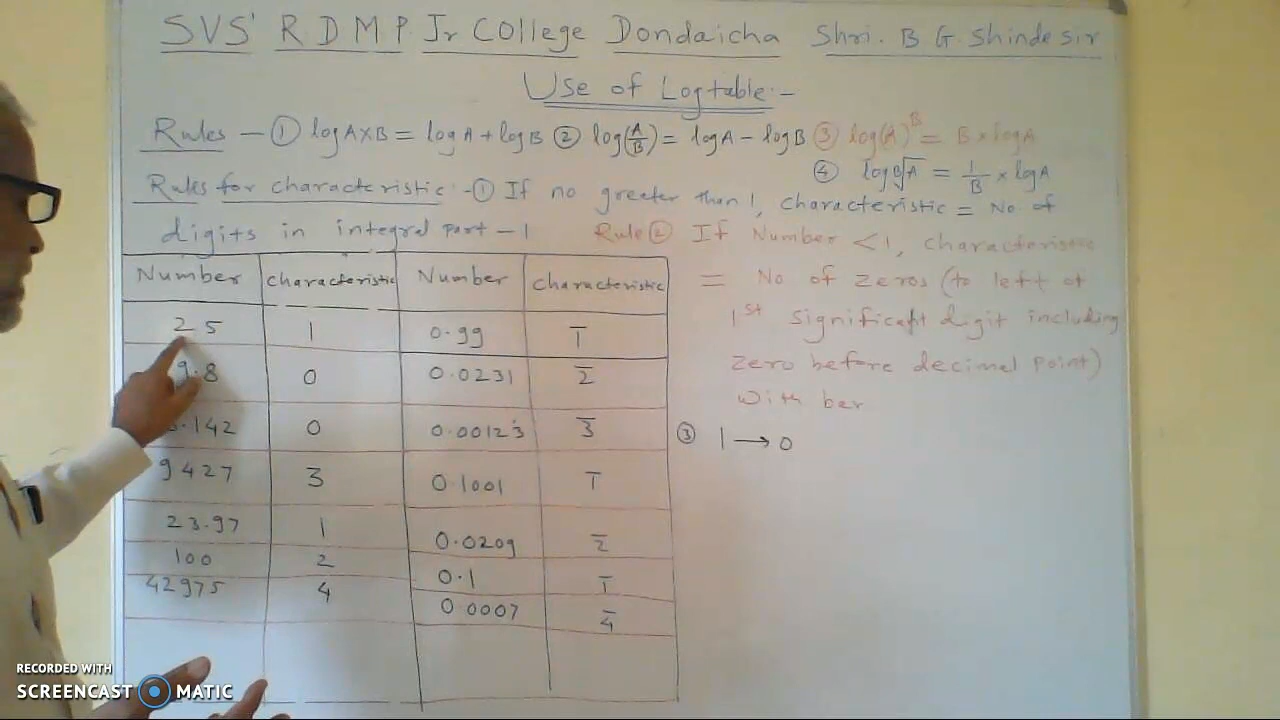 SVS' R D M P. Jr College Dondaicha Shri. B G. Shinde Sir
Use of Logtable:-
Rules - ① log A×B = log A + log B ② log(A/B) = log A - log B ③ log(A)^B = B × log A
④ log B√A = 1/B × log A
Rules for characteristic:- ① If no greater than 1, characteristic = No of
digits in integral part - 1 Rule ② If Number < 1, characteristic
= No of zeros (to left of
1st significant digit including
zero before decimal point)
With bar
③ 1 → 0
Number characteristic Number characteristic
25 1 0.99 1̅
9.8 0 0.0231 2̅
3.142 0 0.00123 3̅
9427 3 0.1001 1̅
23.97 1 0.0209 2̅
100 2 0.1 1̅
42975 4 0.0007 4̅
RECORDED WITH
SCREENCAST MATIC